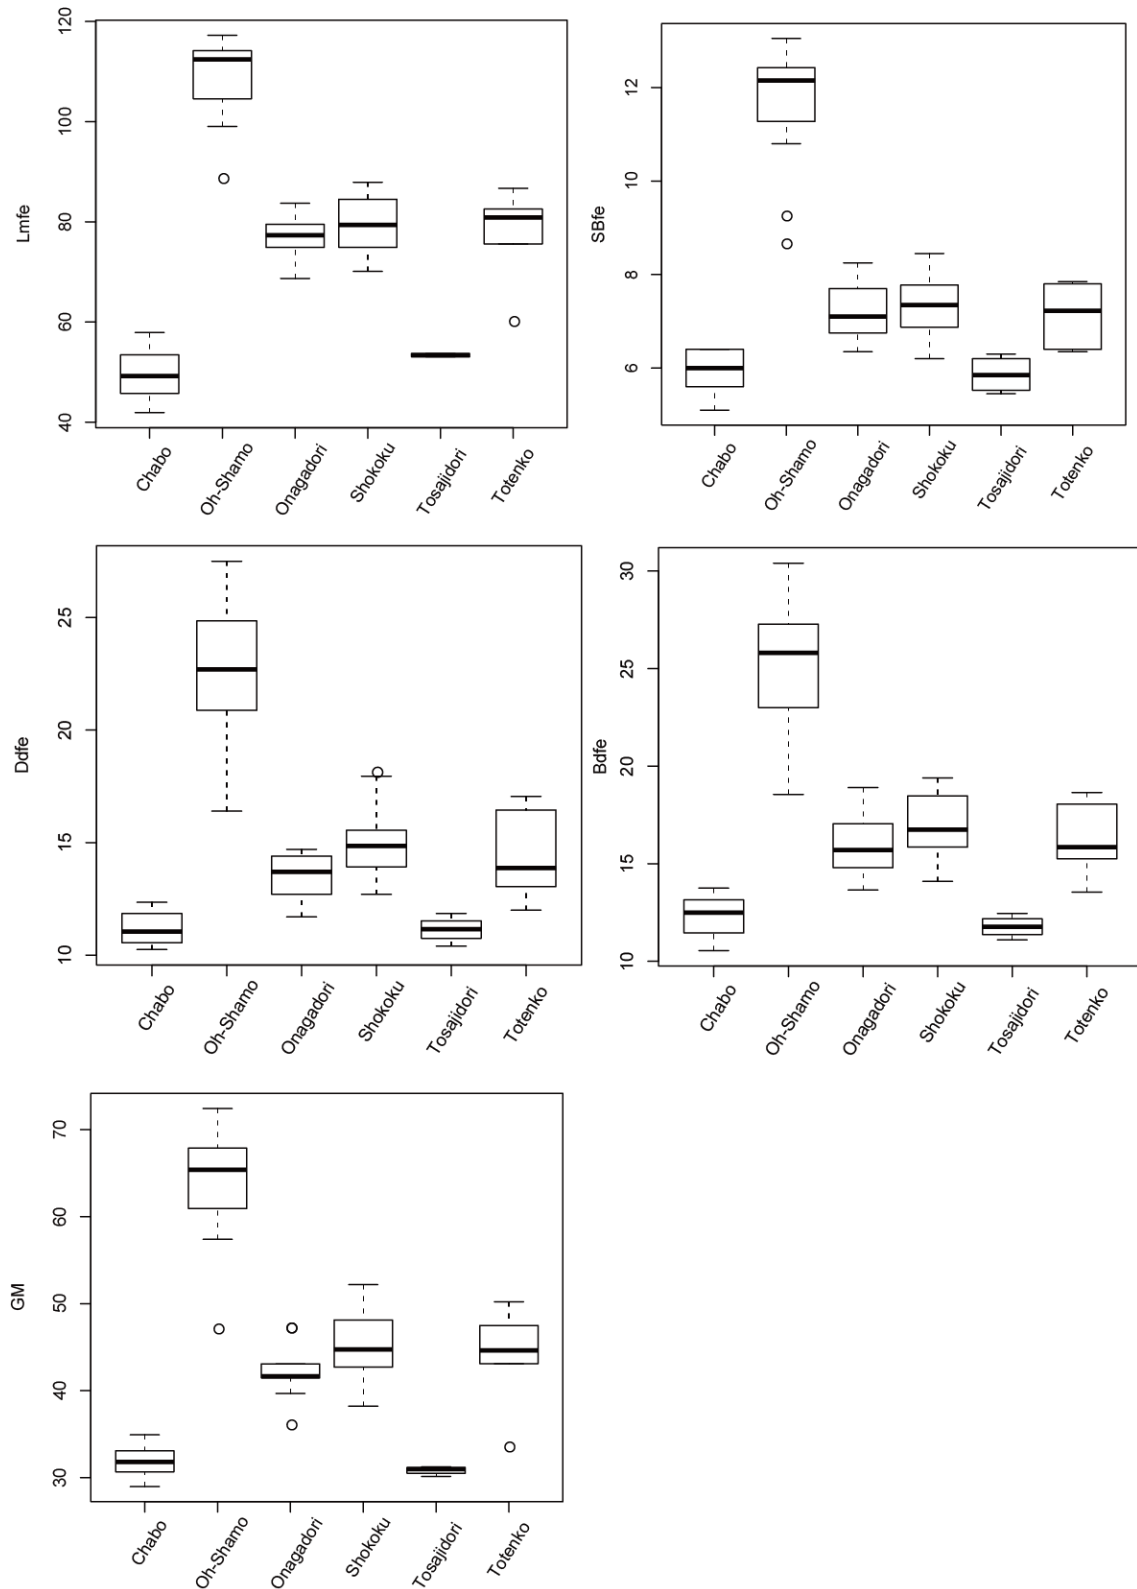 Lmfe
120
100
80
60
40
Chabo
Oh-Shamo
Onagadori
Shokoku
Tosajidori
Totenko
SBfe
12
10
8
6
Chabo
Oh-Shamo
Onagadori
Shokoku
Tosajidori
Totenko
Ddfe
25
20
15
10
Chabo
Oh-Shamo
Onagadori
Shokoku
Tosajidori
Totenko
Bdfe
30
25
20
15
10
Chabo
Oh-Shamo
Onagadori
Shokoku
Tosajidori
Totenko
GM
70
60
50
40
30
Chabo
Oh-Shamo
Onagadori
Shokoku
Tosajidori
Totenko